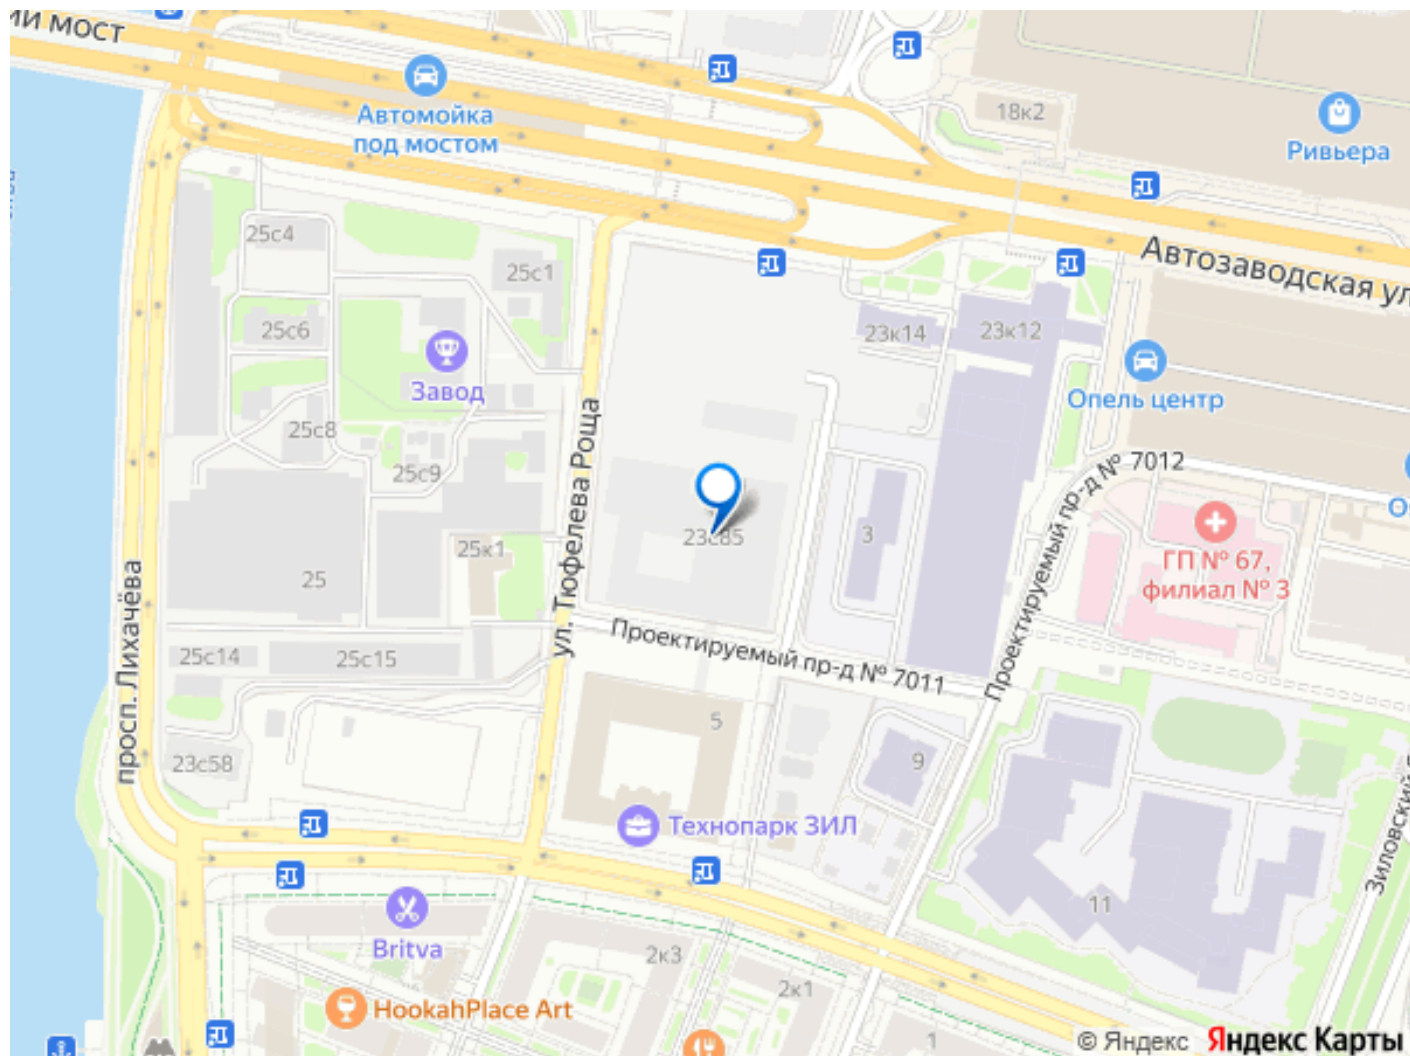 мост
Автомойка
под мостом
18к2
Ривьера
25с4
25с1
Автозаводская ул
25с6
23к14
23к12
Завод
Опель центр
25с8
25с9
ул. Тюфелева Роща
Проектируемый пр-д № 7012
23с85
3
25к1
25
ГП № 67,
филиал № 3
просп. Лихачёва
25с14
25с15
Проектируемый пр-д № 7011
5
23с58
9
Технопарк ЗИЛ
Зиловский
11
Britva
2к3
2к1
HookahPlace Art
1
© Яндекс Яндекс Карты